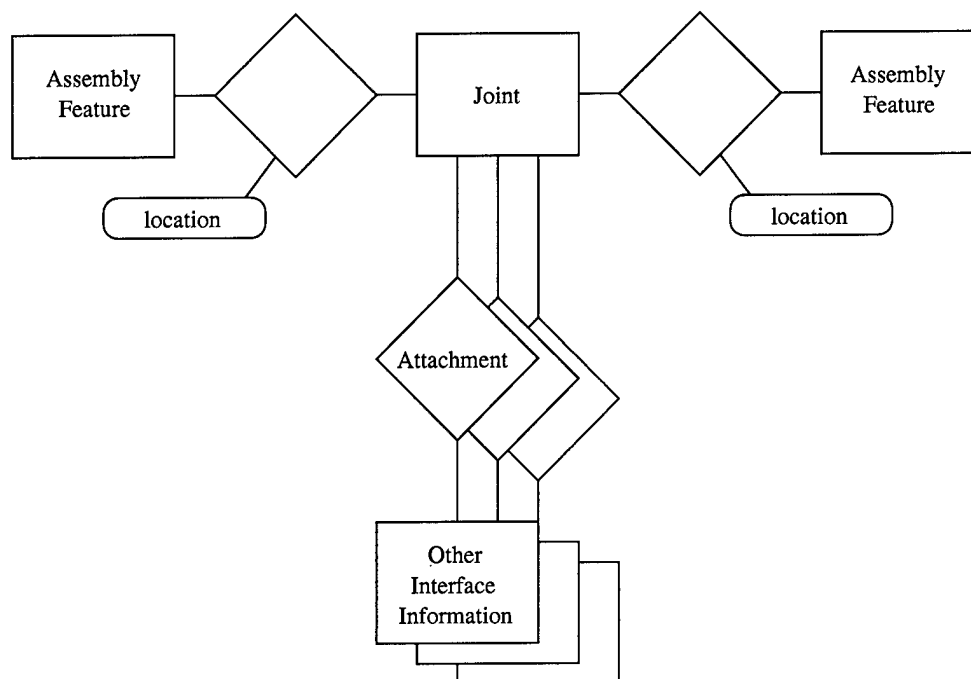 Assembly
Feature
Joint
Assembly
Feature
location
location
Attachment
Other
Interface
Information